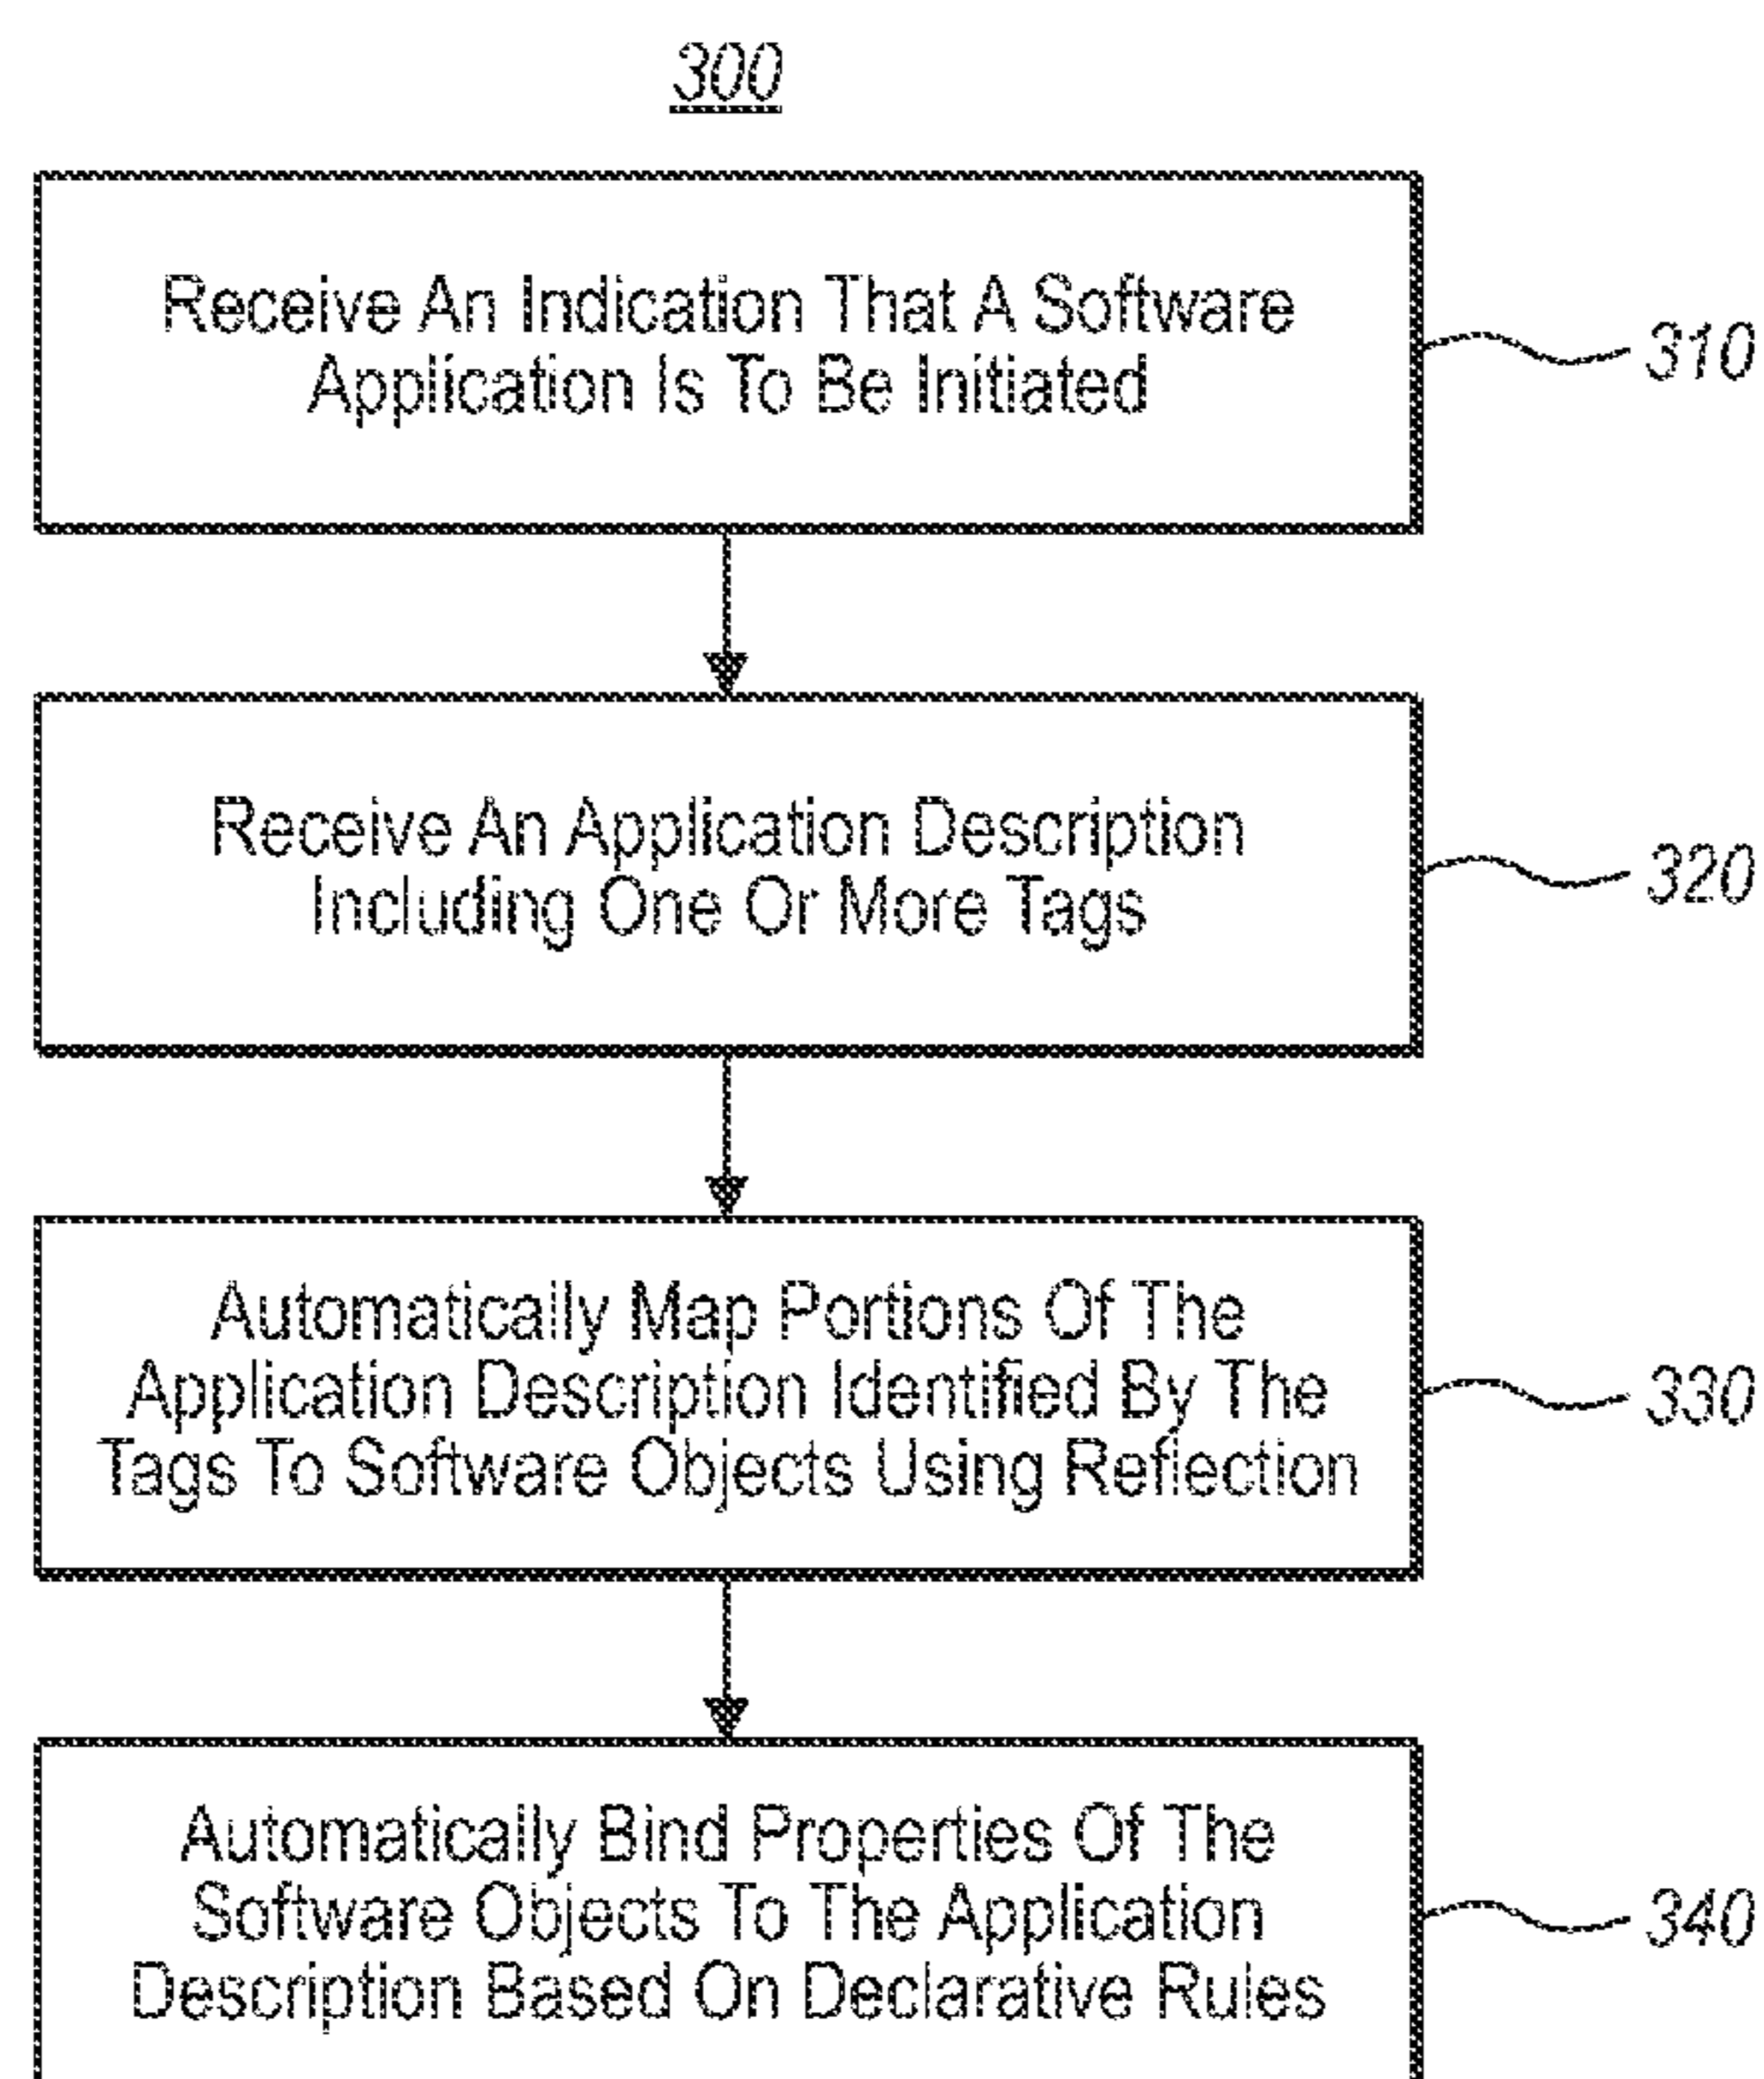 300
Receive An Indication That A Software
Application Is To Be Initiated
310
Receive An Application Description
Including One Or More Tags
320
Automatically Map Portions Of The
Application Description Identified By The
Tags To Software Objects Using Reflection
330
Automatically Bind Properties Of The
Software Objects To The Application
Description Based On Declarative Rules
340